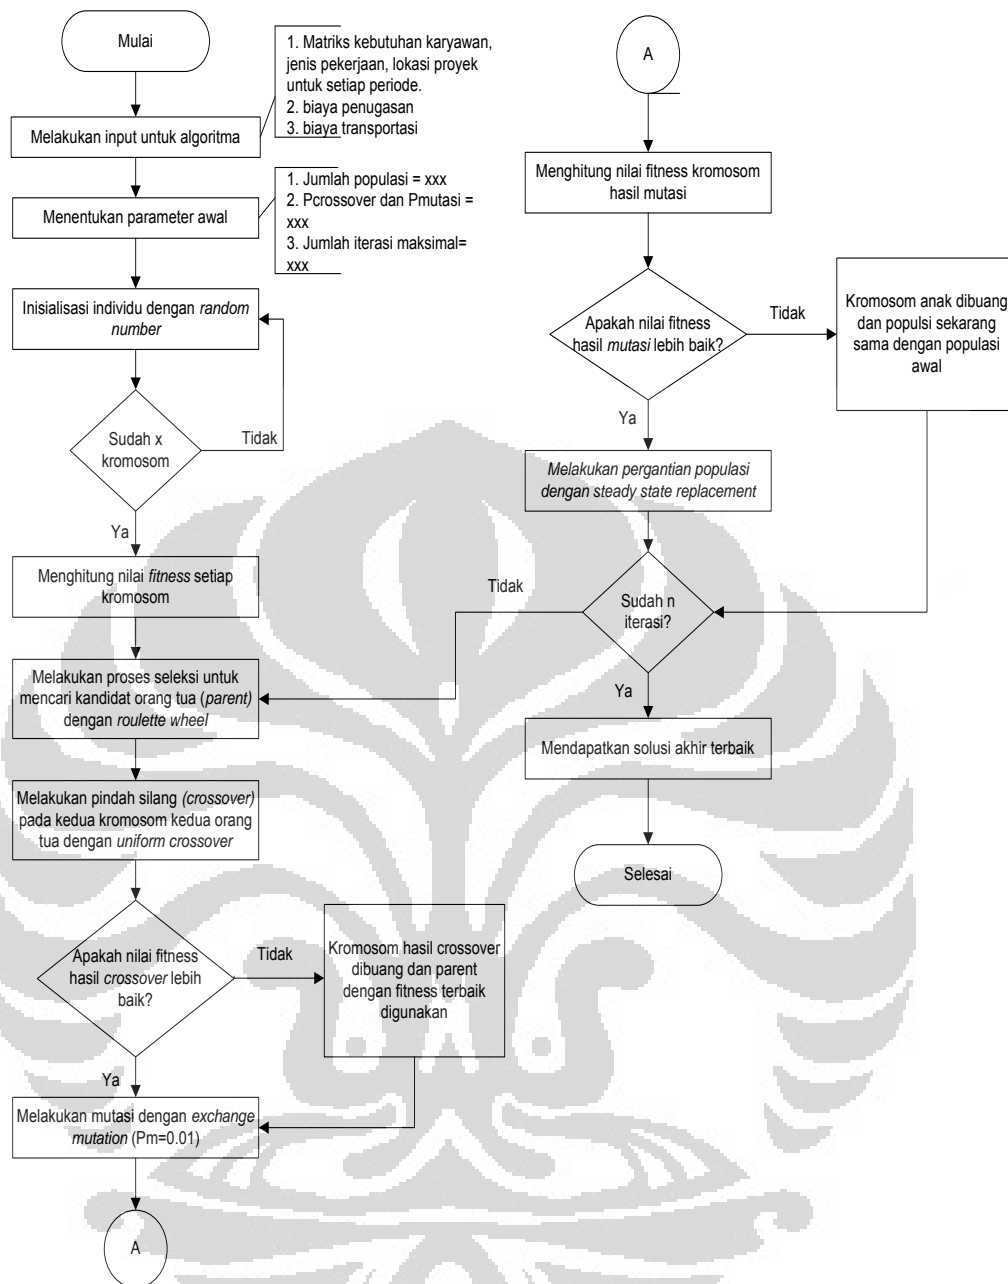 Mulai
1. Matriks kebutuhan karyawan,
jenis pekerjaan, lokasi proyek
untuk setiap periode.
2. biaya penugasan
3. biaya transportasi
Melakukan input untuk algoritma
1. Jumlah populasi = xxx
2. Pcrossover dan Pmutasi =
xxx
3. Jumlah iterasi maksimal=
xxx
Menentukan parameter awal
Inisialisasi individu dengan random
number
Sudah x
kromosom
Tidak
Ya
Menghitung nilai fitness setiap
kromosom
Melakukan proses seleksi untuk
mencari kandidat orang tua (parent)
dengan roulette wheel
Melakukan pindah silang (crossover)
pada kedua kromosom kedua orang
tua dengan uniform crossover
Apakah nilai fitness
hasil crossover lebih
baik?
Tidak
Kromosom hasil crossover
dibuang dan parent
dengan fitness terbaik
digunakan
Ya
Melakukan mutasi dengan exchange
mutation (Pm=0.01)
A
A
Menghitung nilai fitness kromosom
hasil mutasi
Apakah nilai fitness
hasil mutasi lebih baik?
Tidak
Kromosom anak dibuang
dan populsi sekarang
sama dengan populasi
awal
Ya
Melakukan pergantian populasi
dengan steady state replacement
Sudah n
iterasi?
Tidak
Ya
Mendapatkan solusi akhir terbaik
Selesai